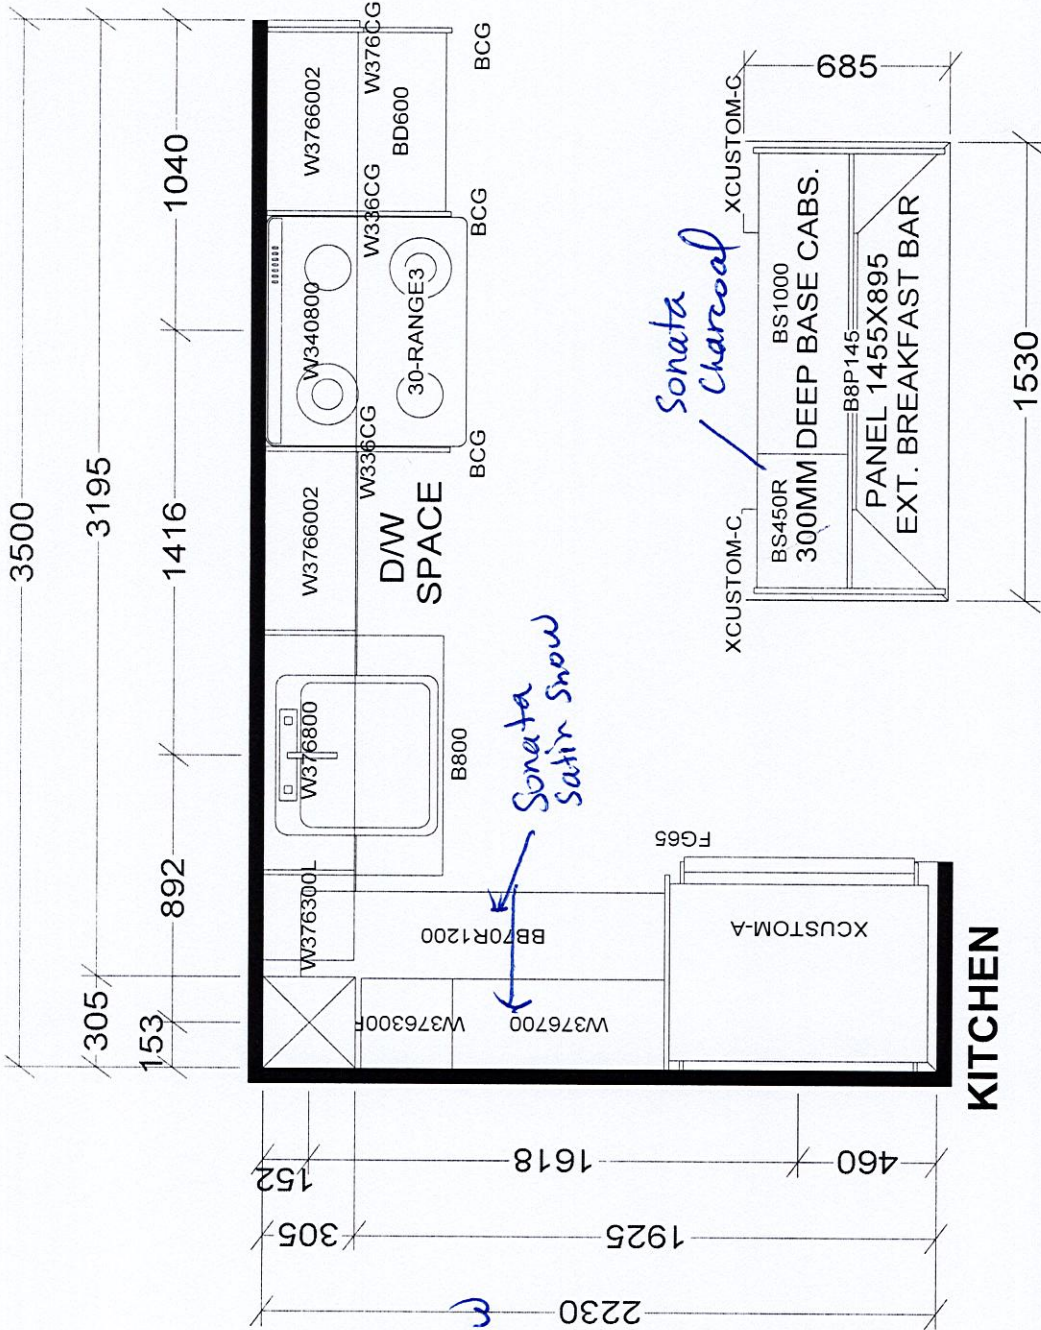 3500
3195
305
153
892
1416
1040
W376300L
W376800
W3766002
W340800
W3766002
W336CG
W336CG
W376CG
30-RANGE3
BD600
BCG
BCG
BCG
D/W
SPACE
B800
Sonata
Satin Snow
BB70R1200
W376700
FG65
XCUSTOM-A
152
1618
460
305
1925
2230
KITCHEN
Sonata
Charcoal
XCUSTOM-C
XCUSTOM-C
685
BS450R
BS1000
300MM DEEP BASE CABS.
B8P145
PANEL 1455X895
EXT. BREAKFAST BAR
1530